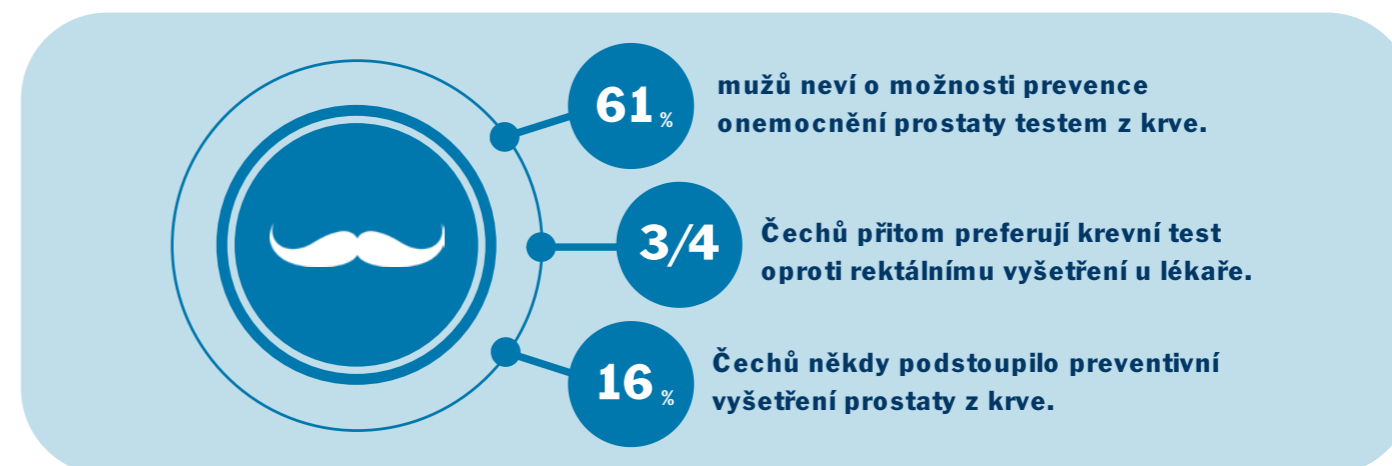 61 %
mužů neví o možnosti prevence
onemocnění prostaty testem z krve.
3/4
Čechů přitom preferují krevní test
oproti rektálnímu vyšetření u lékaře.
16 %
Čechů někdy podstoupilo preventivní
vyšetření prostaty z krve.